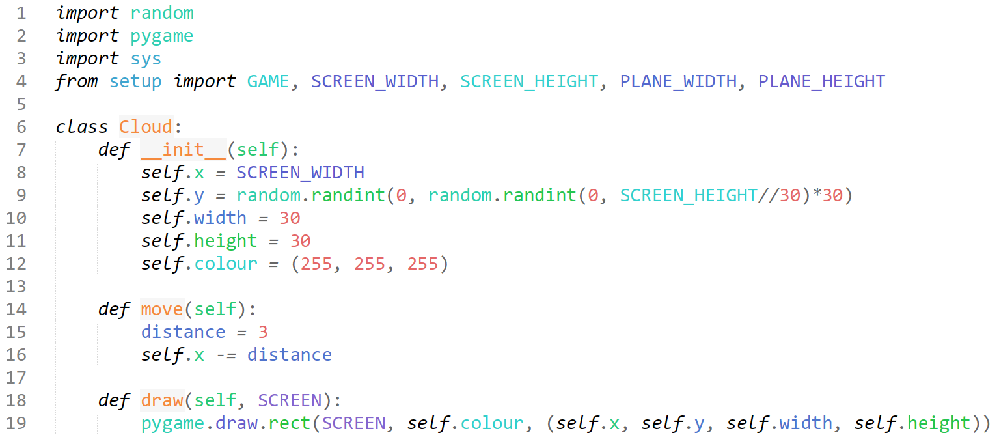 1 import random
2 import pygame
3 import sys
4 from setup import GAME, SCREEN_WIDTH, SCREEN_HEIGHT, PLANE_WIDTH, PLANE_HEIGHT
5
6 class Cloud:
7     def __init__(self):
8         self.x = SCREEN_WIDTH
9         self.y = random.randint(0, random.randint(0, SCREEN_HEIGHT//30)*30)
10         self.width = 30
11         self.height = 30
12         self.colour = (255, 255, 255)
13
14     def move(self):
15         distance = 3
16         self.x -= distance
17
18     def draw(self, SCREEN):
19         pygame.draw.rect(SCREEN, self.colour, (self.x, self.y, self.width, self.height))